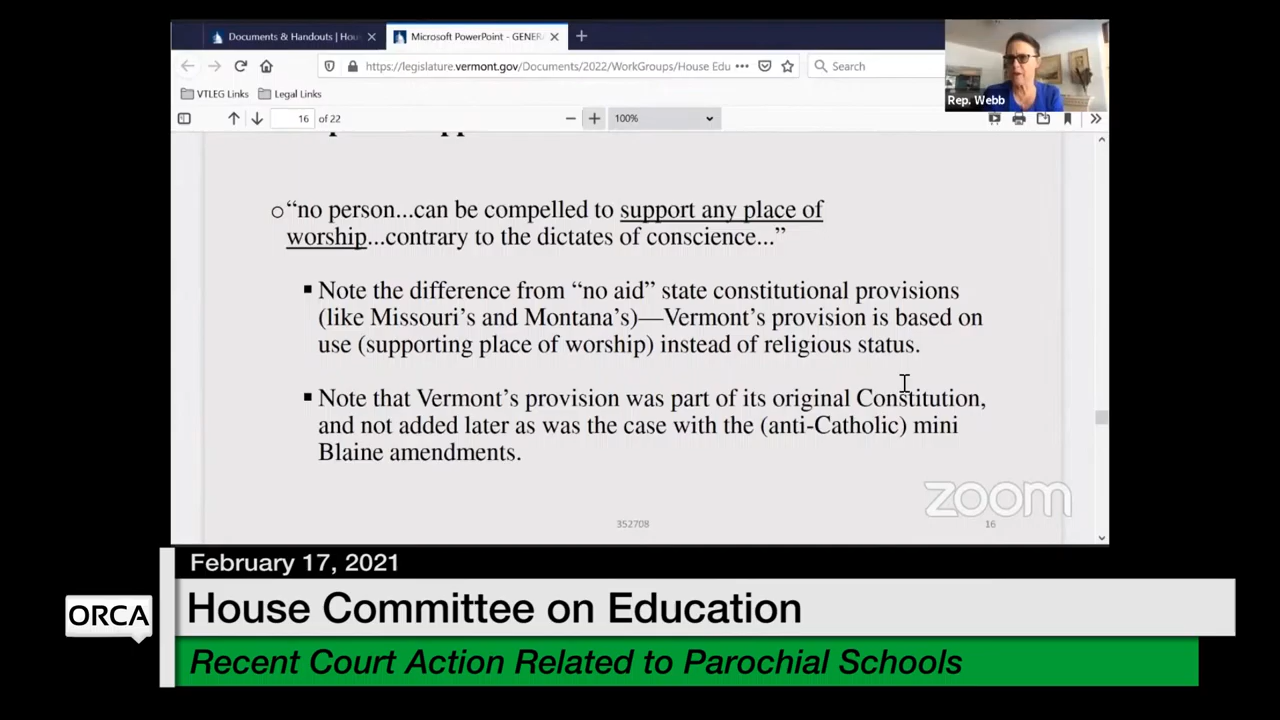 Documents & Handouts | Hou
Microsoft PowerPoint - GENERA
https://legislature.vermont.gov/Documents/2022/WorkGroups/House Edu
Search
VTLEG Links
Legal Links
Rep. Webb
16 of 22
100%
“no person...can be compelled to support any place of
worship...contrary to the dictates of conscience...”
Note the difference from “no aid” state constitutional provisions
(like Missouri’s and Montana’s)—Vermont’s provision is based on
use (supporting place of worship) instead of religious status.
Note that Vermont’s provision was part of its original Constitution,
and not added later as was the case with the (anti-Catholic) mini
Blaine amendments.
zoom
352708
16
February 17, 2021
ORCA
House Committee on Education
Recent Court Action Related to Parochial Schools